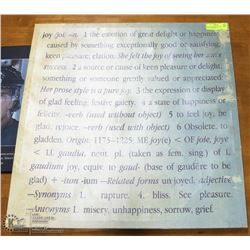 joy joi -n. 1 the emotion of great delight or happiness
caused by something exceptionally good or satisfying;
keen pleasure; elation. She felt the joy of seeing her son's
success 2 a source or cause of keen pleasure or delight;
something or someone greatly valued or appreciated:
Her prose style is a pure joy. 3 the expression or display
of glad feeling; festive gaiety. 4 a state of happiness or
felicity. -verb (used without object) 5 to feel joy; be
glad, rejoice. -verb (used with object) 6 Obsolete. to
gladden. Origin: 1175–1225; ME joy(e) < OF joie, joye
< LL gaudia, neut. pl. (taken as fem. sing.) of L
gaudium joy, equiv. to gaud- (base of gaudere to be
glad) + -ium -ium —Related forms un joyed, adjective
—Synonyms 1. rapture. 4. bliss. See pleasure.
—Antonyms 1. misery, unhappiness, sorrow, grief.